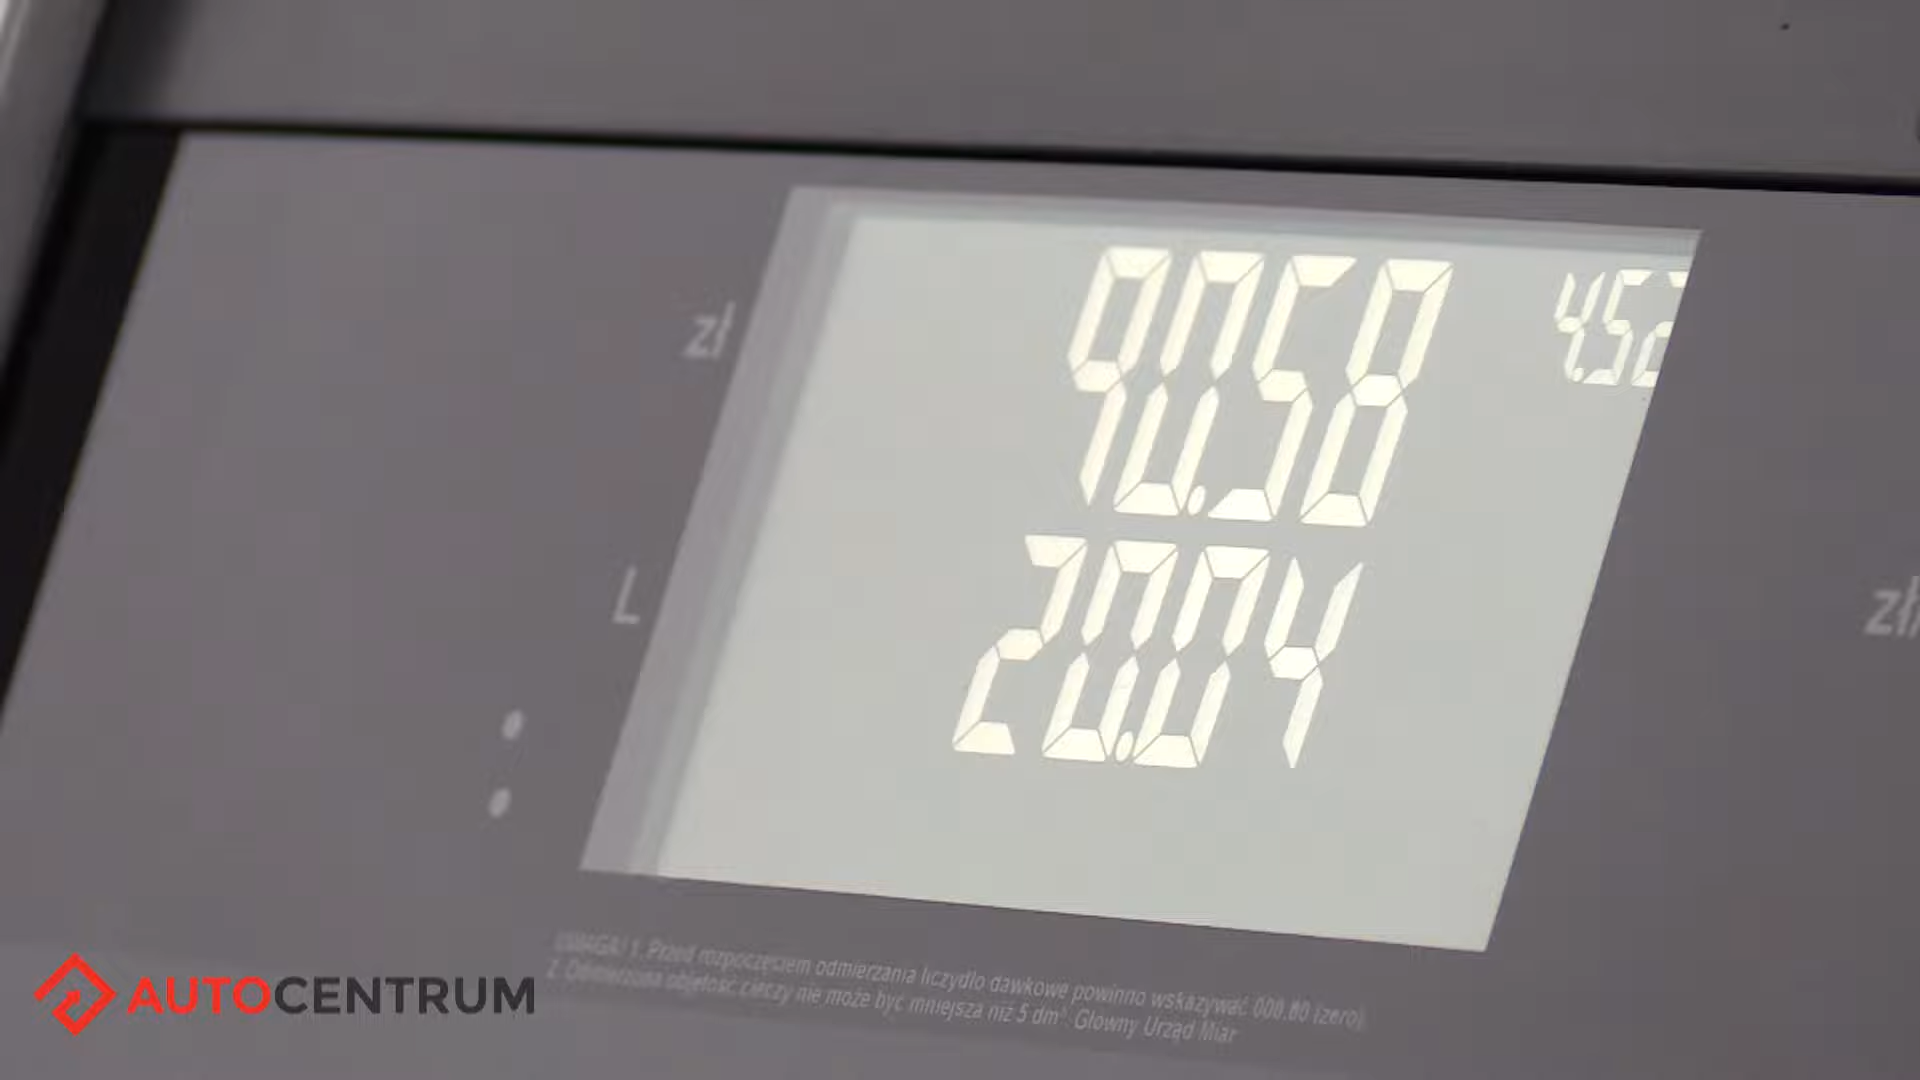 zł 90.58 4.52
L 20.04
zł/
UWAGA! 1. Przed rozpoczęciem odmierzania liczydło dawkowe powinno wskazywać 000.00 (zero).
2. Odmierzona objętość cieczy nie może być mniejsza niż 5 dm³. Główny Urząd Miar
AUTOCENTRUM